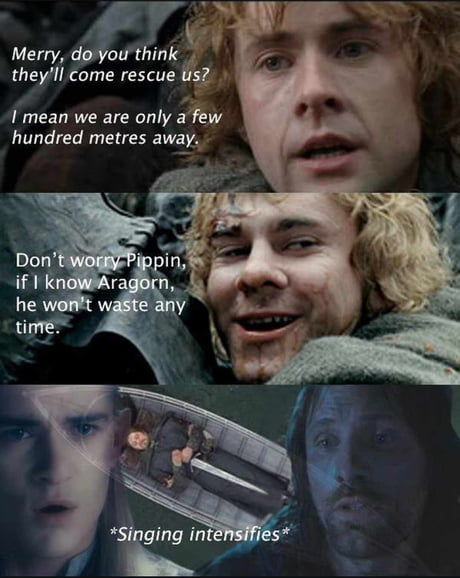 Merry, do you think
they'll come rescue us?
I mean we are only a few
hundred metres away.
Don't worry Pippin,
if I know Aragorn,
he won't waste any
time.
*Singing intensifies*